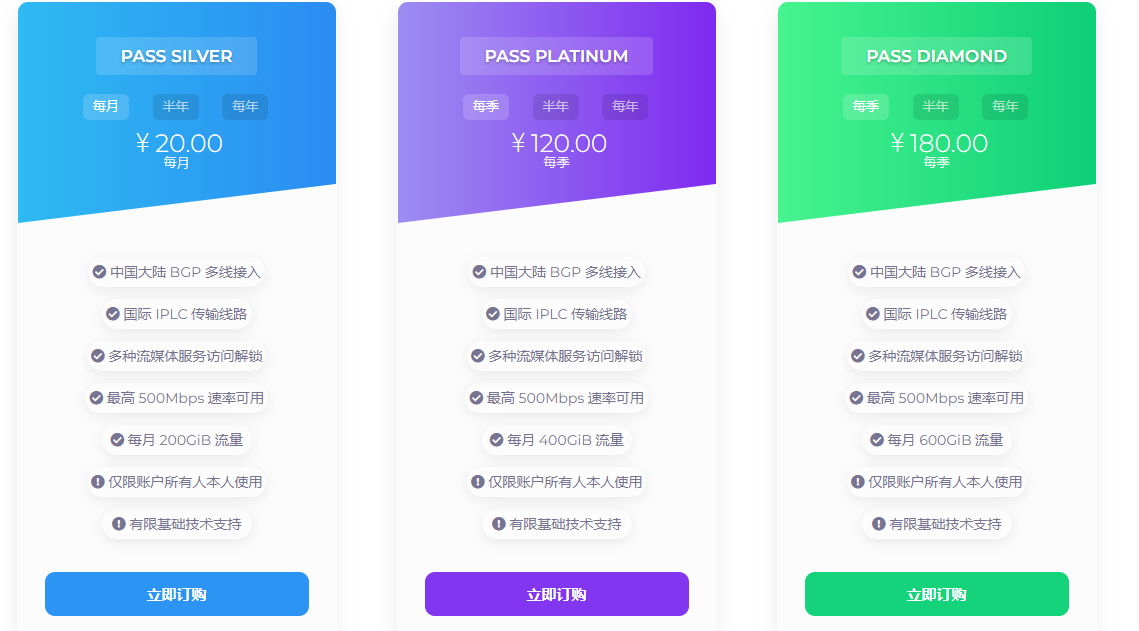 PASS SILVER
每月 半年 每年
¥ 20.00
每月
中国大陆 BGP 多线接入
国际 IPLC 传输线路
多种流媒体服务访问解锁
最高 500Mbps 速率可用
每月 200GiB 流量
仅限账户所有人本人使用
有限基础技术支持
立即订购
PASS PLATINUM
每季 半年 每年
¥ 120.00
每季
中国大陆 BGP 多线接入
国际 IPLC 传输线路
多种流媒体服务访问解锁
最高 500Mbps 速率可用
每月 400GiB 流量
仅限账户所有人本人使用
有限基础技术支持
立即订购
PASS DIAMOND
每季 半年 每年
¥ 180.00
每季
中国大陆 BGP 多线接入
国际 IPLC 传输线路
多种流媒体服务访问解锁
最高 500Mbps 速率可用
每月 600GiB 流量
仅限账户所有人本人使用
有限基础技术支持
立即订购